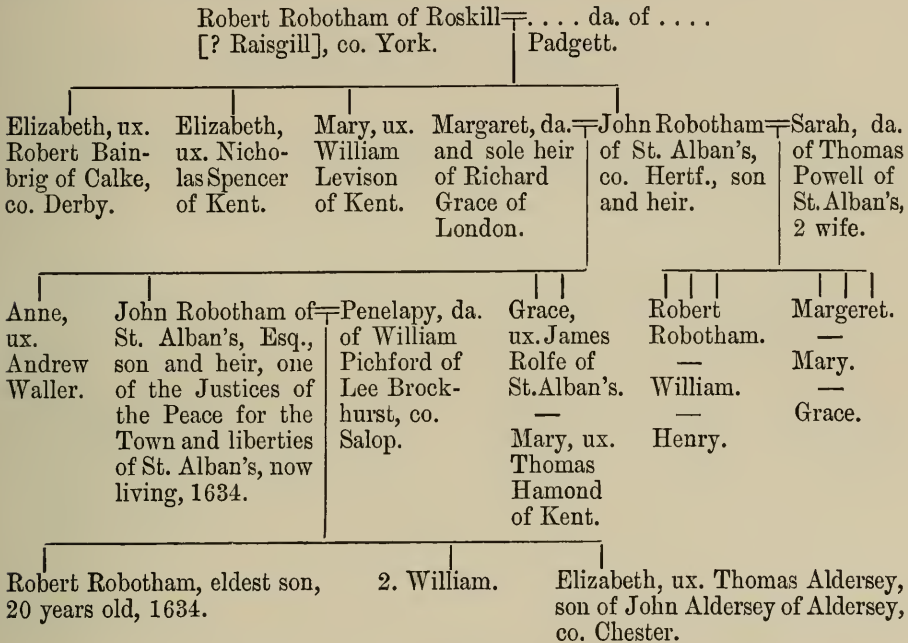 Robert Robotham of Roskill=. . . . da. of . . . .
[? Raisgill], co. York.
Padgett.
Elizabeth, ux.
Robert Bain-
brig of Calke,
co. Derby.
Elizabeth,
ux. Nicho-
las Spencer
of Kent.
Mary, ux.
William
Levison
of Kent.
Margaret, da.
and sole heir
of Richard
Grace of
London.
=John Robotham=
of St. Alban's,
co. Hertf., son
and heir.
Sarah, da.
of Thomas
Powell of
St. Alban's,
2 wife.
Anne,
ux.
Andrew
Waller.
John Robotham of=
St. Alban's, Esq.,
son and heir, one
of the Justices of
the Peace for the
Town and liberties
of St. Alban's, now
living, 1634.
Penelapy, da.
of William
Pichford of
Lee Brock-
hurst, co.
Salop.
Grace,
ux. James
Rolfe of
St. Alban's.
—
Mary, ux.
Thomas
Hamond
of Kent.
Robert
Robotham.
—
William.
—
Henry.
Margeret.
—
Mary.
—
Grace.
Robert Robotham, eldest son,
20 years old, 1634.
2. William.
Elizabeth, ux. Thomas Aldersey,
son of John Aldersey of Aldersey,
co. Chester.